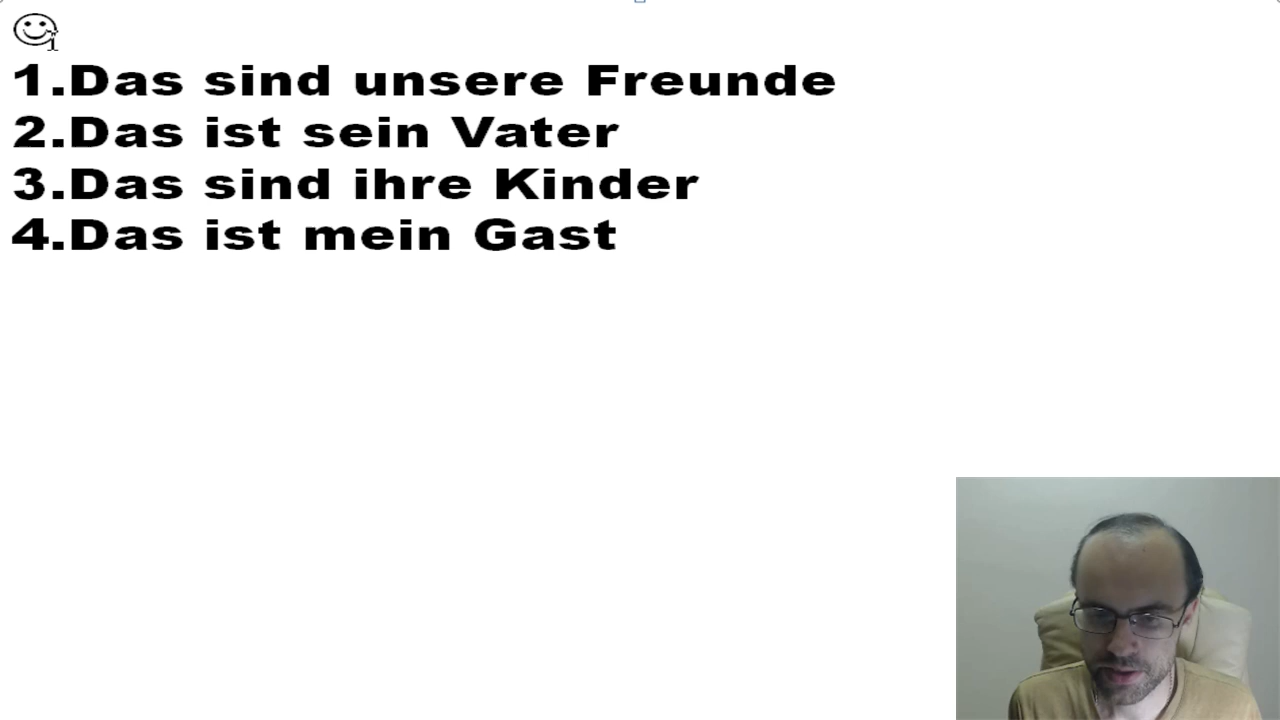 1.Das sind unsere Freunde
2.Das ist sein Vater
3.Das sind ihre Kinder
4.Das ist mein Gast